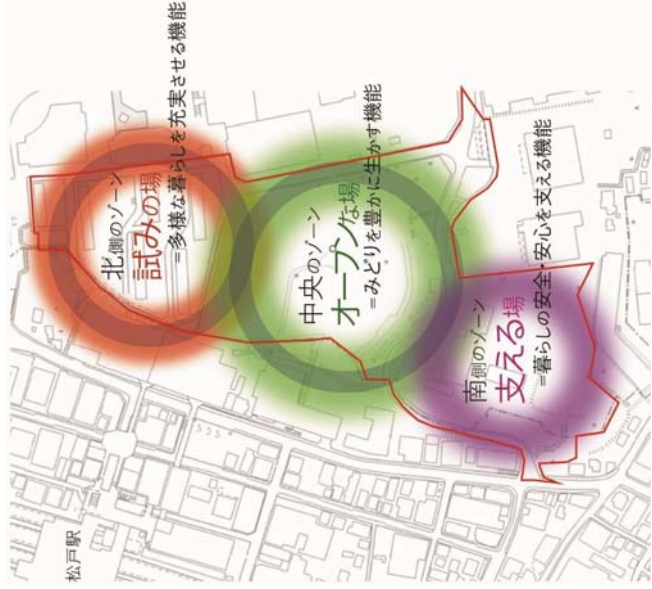 松戸駅
北側のゾーン
試みの場
=多様な暮らしを充実させる機能
中央のゾーン
オープンな場
=みどりを豊かに生かす機能
南側のゾーン
支える場
=暮らしの安全・安心を支える機能